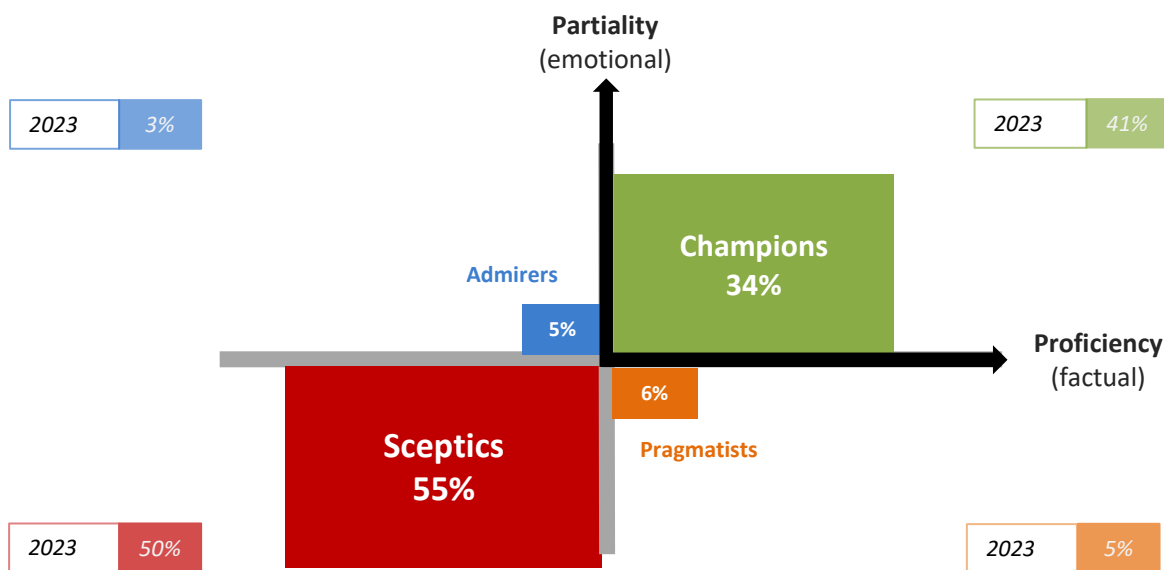 Partiality
(emotional)
2023 3%
2023 41%
Champions
34%
Admirers
5%
Proficiency
(factual)
6%
Sceptics
55%
Pragmatists
2023 50%
2023 5%